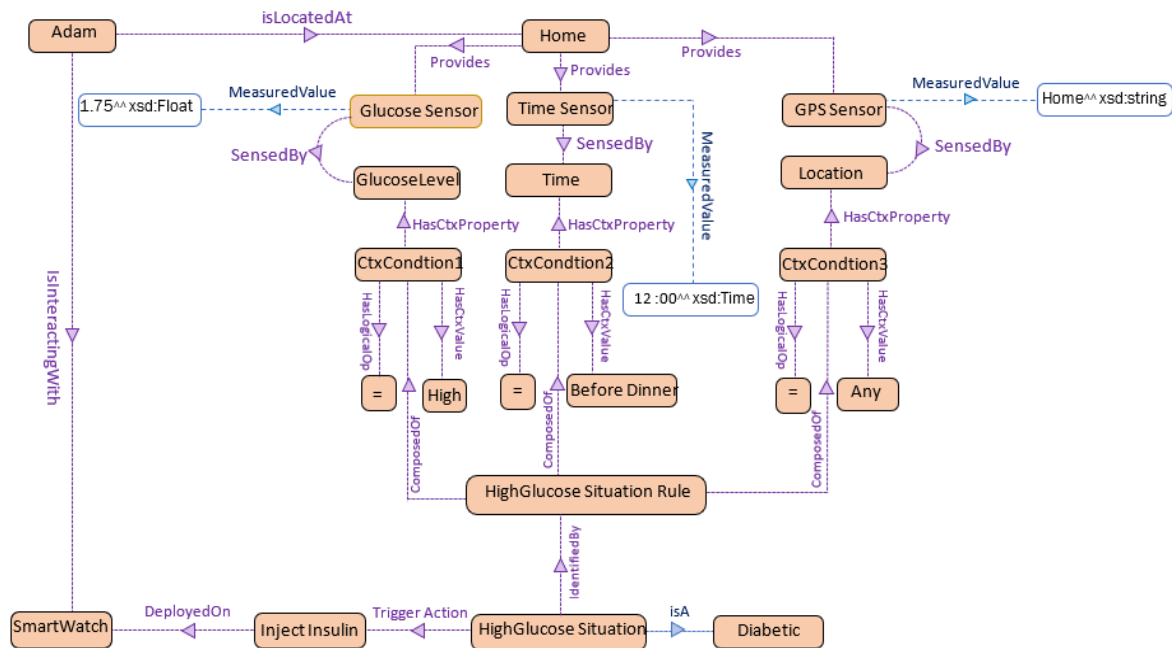 isLocatedAt
Adam
Home
Provides
Provides
Provides
MeasuredValue
MeasuredValue
1.75^^ xsd:Float
Glucose Sensor
Time Sensor
GPS Sensor
Home^^ xsd:string
SensedBy
SensedBy
SensedBy
MeasuredValue
GlucoseLevel
Time
Location
HasCtxProperty
HasCtxProperty
HasCtxProperty
CtxCondtion1
CtxCondtion2
CtxCondtion3
IsInteractingWith
HasLogicalOp
HasCtxValue
HasLogicalOp
HasCtxValue
12 :00^^ xsd:Time
HasLogicalOp
HasCtxValue
=
High
=
Before Dinner
=
Any
ComposedOf
ComposedOf
ComposedOf
HighGlucose Situation Rule
IdentifiedBy
DeployedOn
Trigger Action
isA
SmartWatch
Inject Insulin
HighGlucose Situation
Diabetic